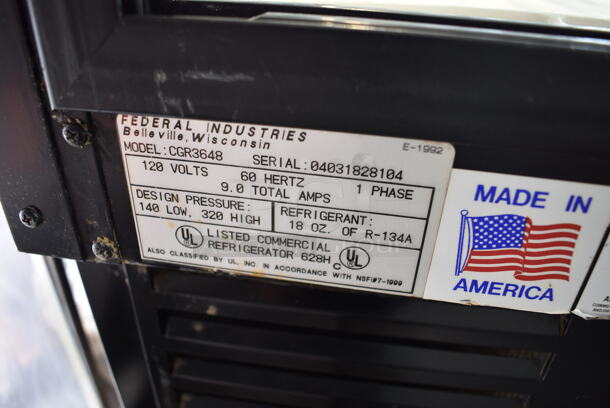 FEDERAL INDUSTRIES
Belleville, Wisconsin
E-1992
MODEL: CGR3648 SERIAL: 04031828104
120 VOLTS 60 HERTZ 1 PHASE
9.0 TOTAL AMPS
DESIGN PRESSURE:
140 LOW, 320 HIGH
REFRIGERANT:
18 OZ. OF R-134A
UL LISTED COMMERCIAL
REFRIGERATOR 628H C UL
ALSO CLASSIFIED BY UL, INC. IN ACCORDANCE WITH NSF/#7-1999
MADE IN
AMERICA